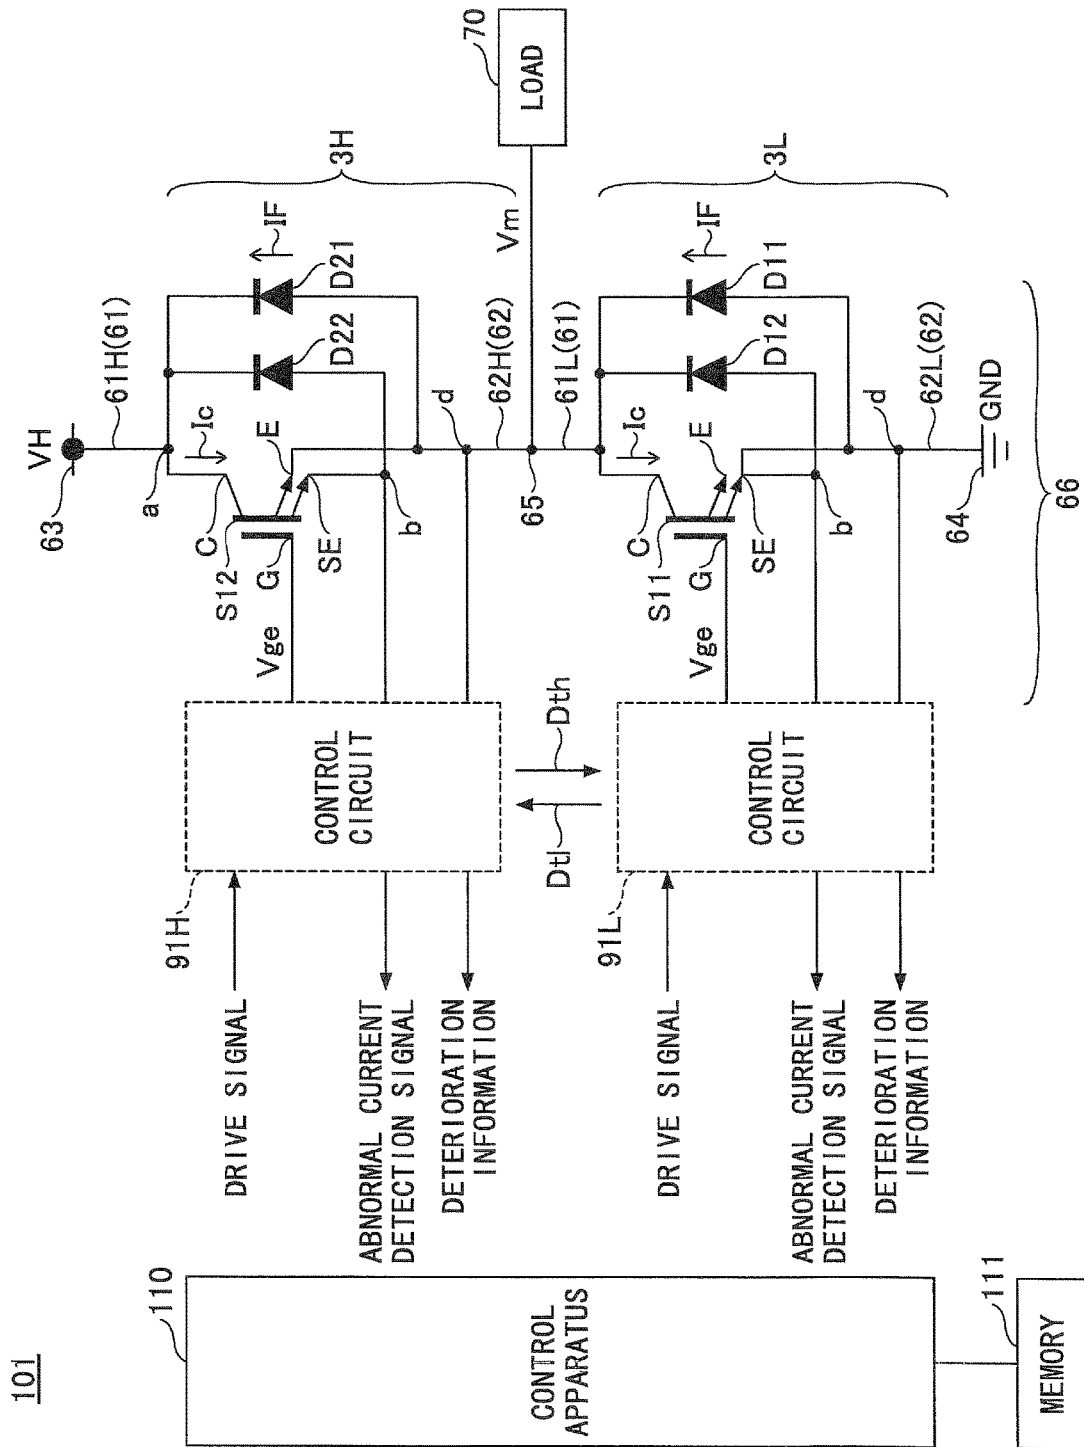 101
VH
63
61H(61)
a
Ic
C
S12
G
E
SE
Vge
b
d
D22
D21
IF
3H
62H(62)
65
Vm
70
LOAD
61L(61)
Ic
C
S11
G
E
SE
Vge
b
d
D12
D11
IF
3L
62L(62)
64
GND
66
91H
CONTROL
CIRCUIT
Dtl
Dth
91L
CONTROL
CIRCUIT
DRIVE SIGNAL
ABNORMAL CURRENT
DETECTION SIGNAL
DETERIORATION
INFORMATION
DRIVE SIGNAL
ABNORMAL CURRENT
DETECTION SIGNAL
DETERIORATION
INFORMATION
110
CONTROL
APPARATUS
111
MEMORY